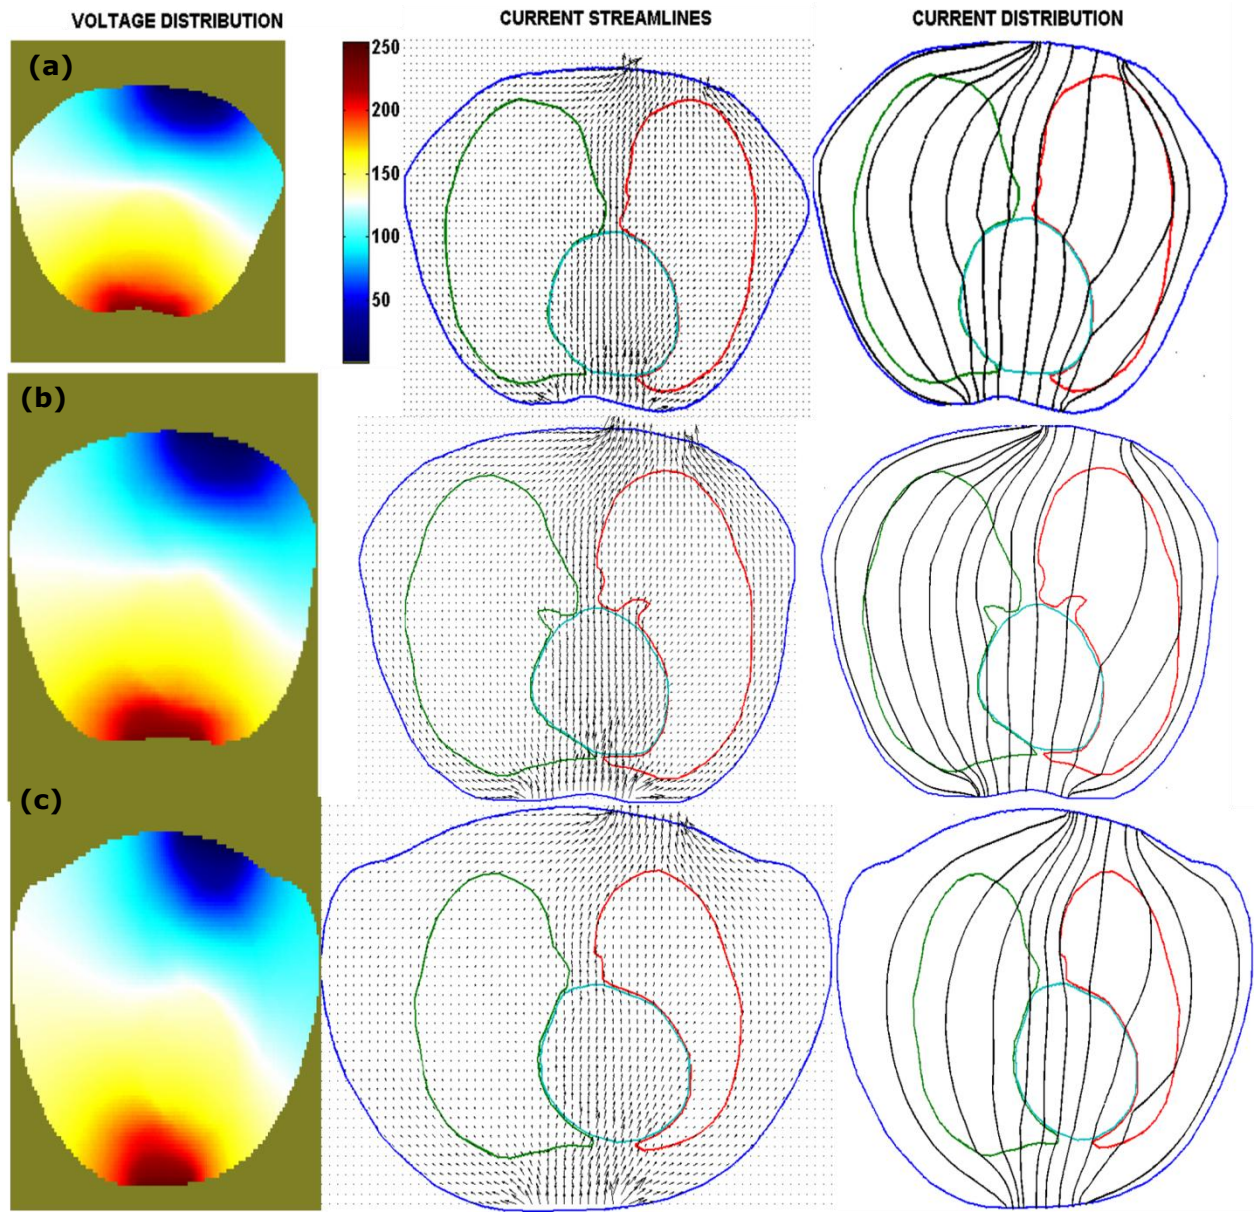 VOLTAGE DISTRIBUTION
CURRENT STREAMLINES
CURRENT DISTRIBUTION
(a)
250
200
150
100
50
(b)
(c)